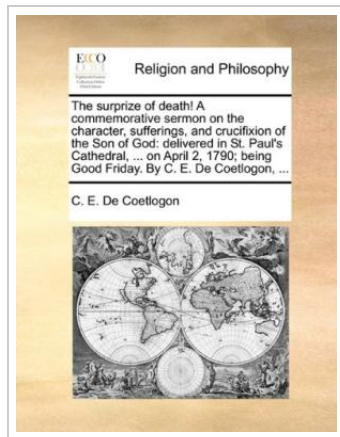 ECCO
Religion and Philosophy
The surprize of death! A
commemorative sermon on the
character, sufferings, and crucifixion of
the Son of God: delivered in St. Paul's
Cathedral, ... on April 2, 1790; being
Good Friday. By C. E. De Coetlogon, ...
C. E. De Coetlogon